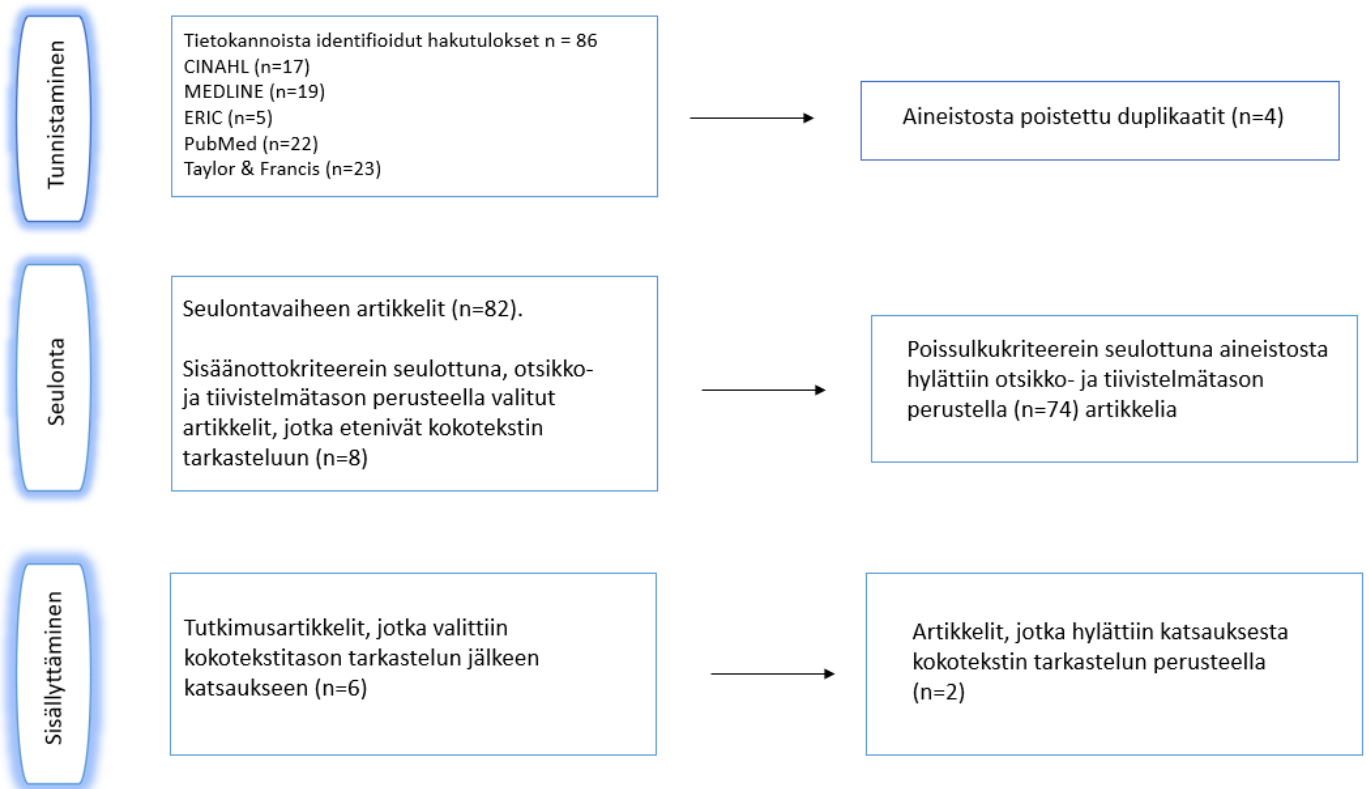 Tunnistaminen
Tietokannoista identifioidut hakutulokset n = 86
CINAHL (n=17)
MEDLINE (n=19)
ERIC (n=5)
PubMed (n=22)
Taylor & Francis (n=23)
Aineistosta poistettu duplikaatit (n=4)
Seulonta
Seulontavaiheen artikkelit (n=82).
Sisäänottokriteerein seulottuna, otsikko-
ja tiivistelmätason perusteella valitut
artikkelit, jotka etenivät kokotekstin
tarkasteluun (n=8)
Poissulkukriteerein seulottuna aineistosta
hylättiin otsikko- ja tiivistelmätason
perustella (n=74) artikkelia
Sisällyttäminen
Tutkimusartikkelit, jotka valittiin
kokotekstitason tarkastelun jälkeen
katsaukseen (n=6)
Artikkelit, jotka hylättiin katsauksesta
kokotekstin tarkastelun perusteella
(n=2)